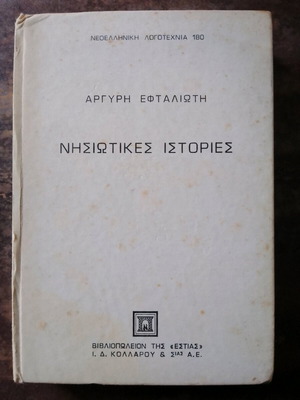 ΝΕΟΕΛΛΗΝΙΚΗ ΛΟΓΟΤΕΧΝΙΑ 180
ΑΡΓΥΡΗ ΕΦΤΑΛΙΩΤΗ
ΝΗΣΙΩΤΙΚΕΣ ΙΣΤΟΡΙΕΣ
ΒΙΒΛΙΟΠΩΛΕΙΟΝ ΤΗΣ «ΕΣΤΙΑΣ»
Ι. Δ. ΚΟΛΛΑΡΟΥ & ΣΙΑΣ Α.Ε.